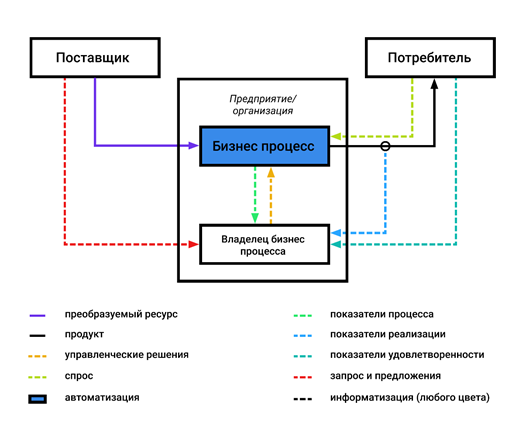 Поставщик
Потребитель
Предприятие/
организация
Бизнес процесс
Владелец бизнес
процесса
преобразуемый ресурс
продукт
управленческие решения
спрос
автоматизация
показатели процесса
показатели реализации
показатели удовлетворенности
запрос и предложения
информатизация (любого цвета)